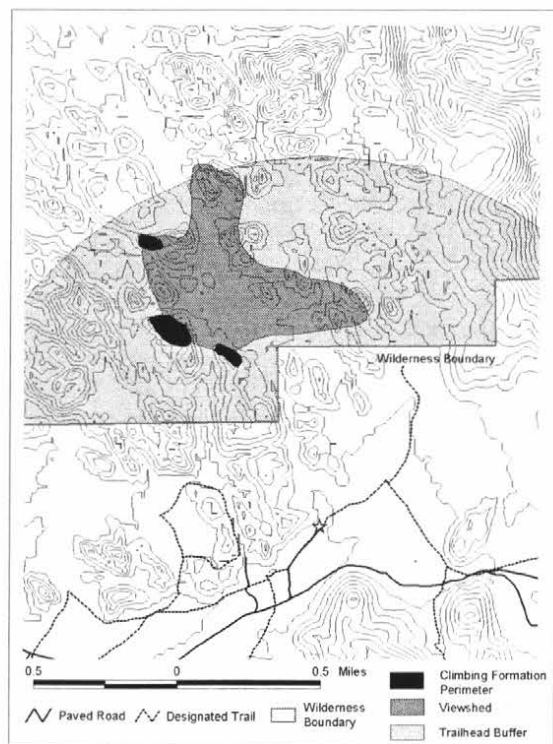 Wilderness Boundary
0.5 0 0.5 Miles
Climbing Formation
Perimeter
Paved Road Designated Trail Wilderness
Boundary Viewshed
Trailhead Buffer